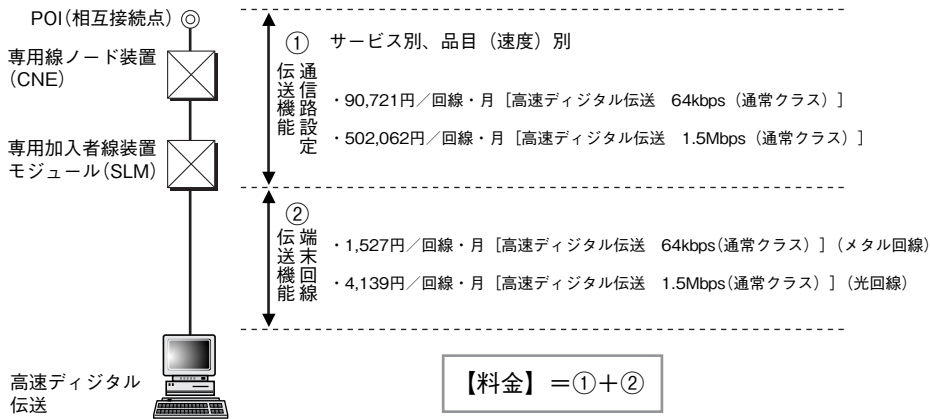 POI(相互接続点)
専用線ノード装置
(CNE)
専用加入者線装置
モジュール(SLM)
高速ディジタル
伝送
①
通信路設定
伝送機能
サービス別、品目（速度）別
・90,721円／回線・月［高速ディジタル伝送　64kbps（通常クラス）］
・502,062円／回線・月［高速ディジタル伝送　1.5Mbps（通常クラス）］
②
端末回線
伝送機能
・1,527円／回線・月［高速ディジタル伝送　64kbps(通常クラス)］(メタル回線)
・4,139円／回線・月［高速ディジタル伝送　1.5Mbps(通常クラス)］(光回線)
【料金】＝①＋②